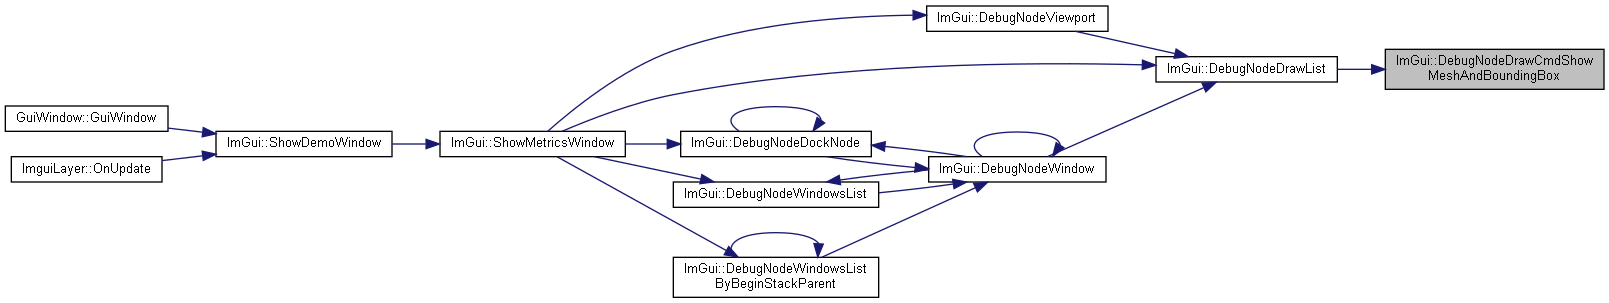 ImGui::DebugNodeViewport
ImGui::DebugNodeDrawCmdShow
MeshAndBoundingBox
ImGui::DebugNodeDrawList
GuiWindow::GuiWindow
ImGui::ShowDemoWindow
ImGui::ShowMetricsWindow
ImGui::DebugNodeDockNode
ImguiLayer::OnUpdate
ImGui::DebugNodeWindow
ImGui::DebugNodeWindowsList
ImGui::DebugNodeWindowsList
ByBeginStackParent